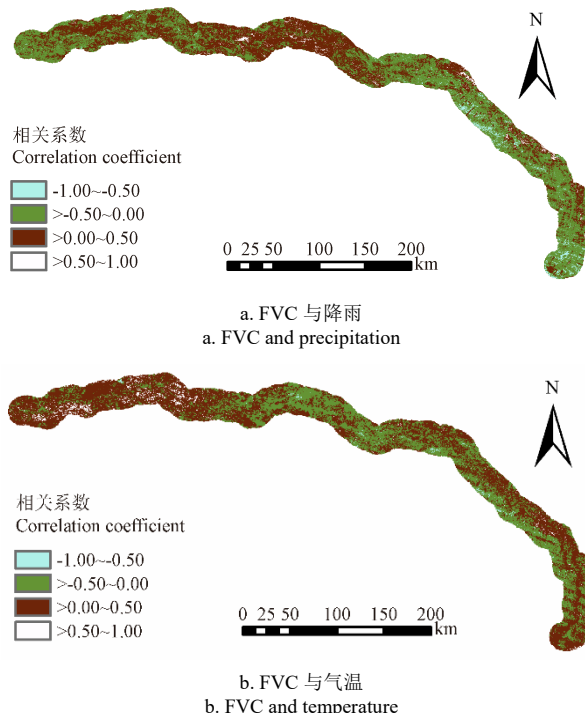 N
相关系数
Correlation coefficient
-1.00~-0.50
>-0.50~0.00
>0.00~0.50
>0.50~1.00
0 25 50 100 150 200
km
a. FVC 与降雨
a. FVC and precipitation
N
相关系数
Correlation coefficient
-1.00~-0.50
>-0.50~0.00
>0.00~0.50
>0.50~1.00
0 25 50 100 150 200
km
b. FVC 与气温
b. FVC and temperature